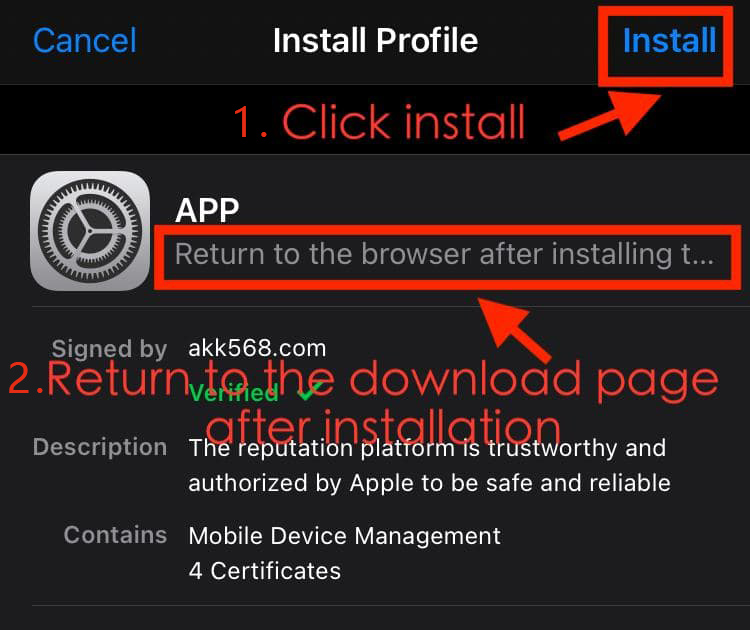 Cancel Install Profile Install
1. Click install
APP
Return to the browser after installing t...
Signed by akk568.com
Verified ✓
2.Return to the download page
after installation
Description The reputation platform is trustworthy and
authorized by Apple to be safe and reliable
Contains Mobile Device Management
4 Certificates